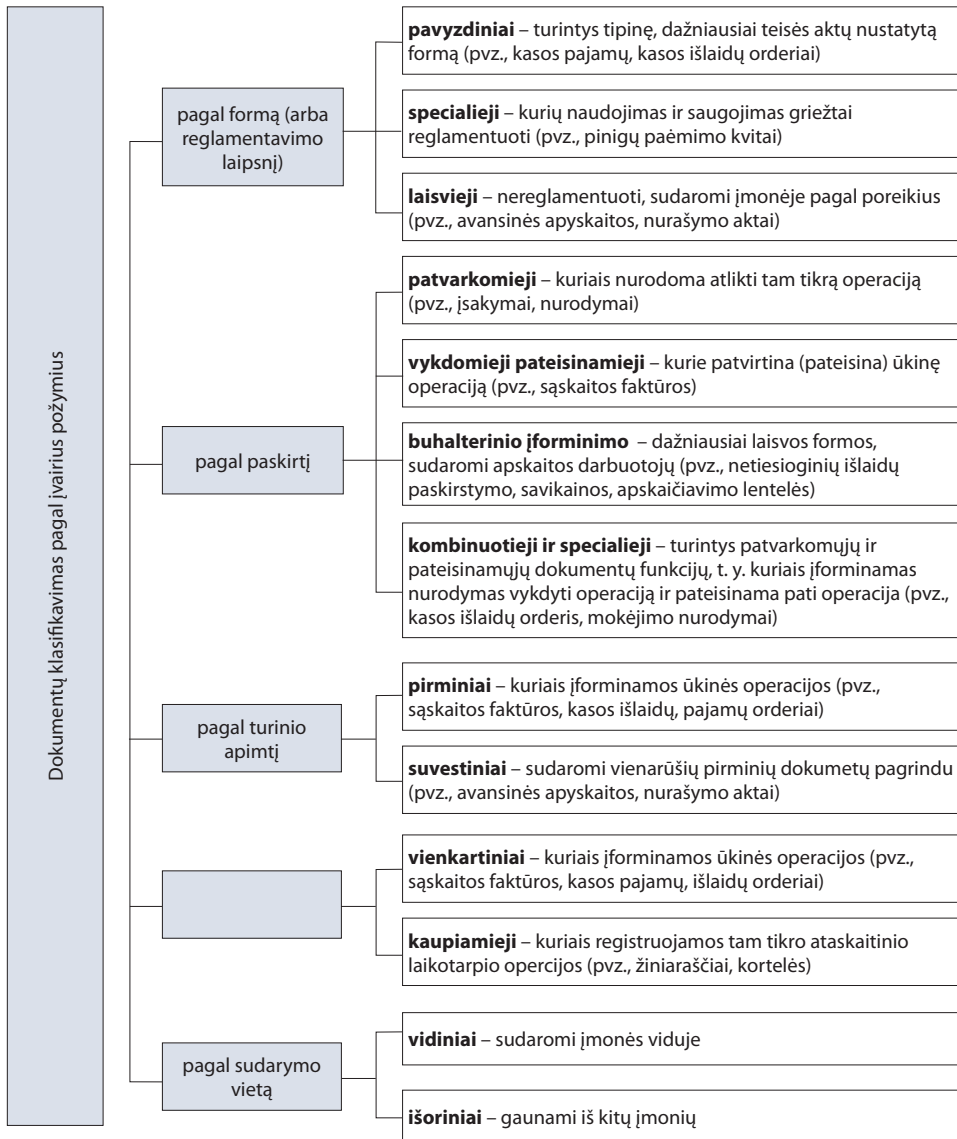 Dokumentų klasifikavimas pagal įvairius požymius
pagal formą (arba
reglamentavimo
laipsnį)
pavyzdiniai – turintys tipinę, dažniausiai teisės aktų nustatytą
formą (pvz., kasos pajamų, kasos išlaidų orderiai)
specialieji – kurių naudojimas ir saugojimas griežtai
reglamentuoti (pvz., pinigų paėmimo kvitai)
laisvieji – nereglamentuoti, sudaromi įmonėje pagal poreikius
(pvz., avansinės apyskaitos, nurašymo aktai)
pagal paskirtį
patvarkomieji – kuriais nurodoma atlikti tam tikrą operaciją
(pvz., įsakymai, nurodymai)
vykdomieji pateisinamieji – kurie patvirtina (pateisina) ūkinę
operaciją (pvz., sąskaitos faktūros)
buhalterinio įforminimo – dažniausiai laisvos formos,
sudaromi apskaitos darbuotojų (pvz., netiesioginių išlaidų
paskirstymo, savikainos, apskaičiavimo lentelės)
kombinuotieji ir specialieji – turintys patvarkomųjų ir
pateisinamųjų dokumentų funkcijų, t. y. kuriais įforminamas
nurodymas vykdyti operaciją ir pateisinama pati operacija (pvz.,
kasos išlaidų orderis, mokėjimo nurodymai)
pagal turinio
apimtį
pirminiai – kuriais įforminamos ūkinės operacijos (pvz.,
sąskaitos faktūros, kasos išlaidų, pajamų orderiai)
suvestiniai – sudaromi vienarūšių pirminių dokumetų pagrindu
(pvz., avansinės apyskaitos, nurašymo aktai)
vienkartiniai – kuriais įforminamos ūkinės operacijos (pvz.,
sąskaitos faktūros, kasos pajamų, išlaidų orderiai)
kaupiamieji – kuriais registruojamos tam tikro ataskaitinio
laikotarpio opercijos (pvz., žiniaraščiai, kortelės)
pagal sudarymo
vietą
vidiniai – sudaromi įmonės viduje
išoriniai – gaunami iš kitų įmonių